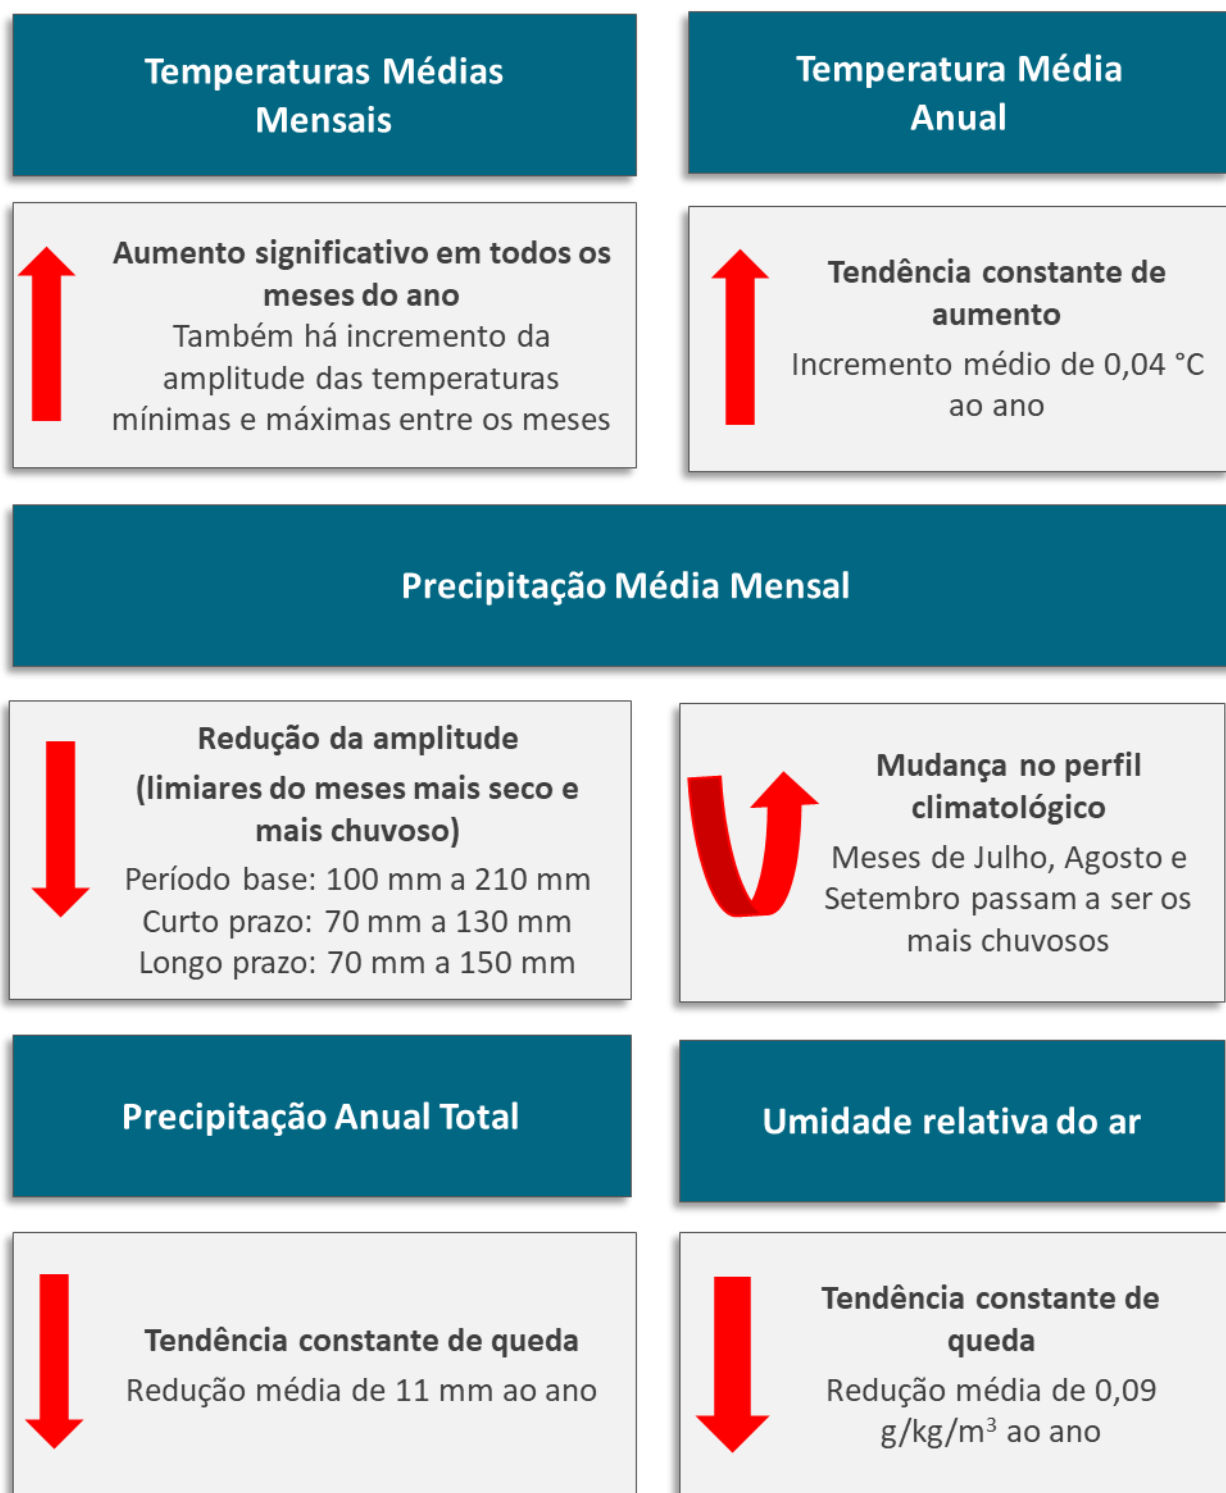 Temperaturas Médias
Mensais
Temperatura Média
Anual
Aumento significativo em todos os
meses do ano
Também há incremento da
amplitude das temperaturas
mínimas e máximas entre os meses
Tendência constante de
aumento
Incremento médio de 0,04 °C
ao ano
Precipitação Média Mensal
Redução da amplitude
(limiares do meses mais seco e
mais chuvoso)
Período base: 100 mm a 210 mm
Curto prazo: 70 mm a 130 mm
Longo prazo: 70 mm a 150 mm
Mudança no perfil
climatológico
Meses de Julho, Agosto e
Setembro passam a ser os
mais chuvosos
Precipitação Anual Total
Umidade relativa do ar
Tendência constante de queda
Redução média de 11 mm ao ano
Tendência constante de
queda
Redução média de 0,09
g/kg/m³ ao ano